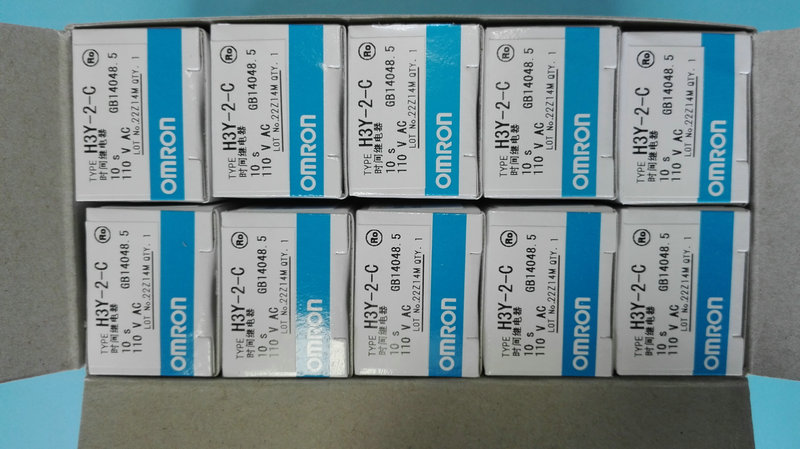 Ro
TYPE H3Y-2-C
时间继电器 GB14048.5
10 s
110 V AC
LOT No.22Z14M QTY. 1
OMRON
Ro
TYPE H3Y-2-C
时间继电器 GB14048.5
10 s
110 V AC
LOT No.22Z14M QTY. 1
OMRON
Ro
TYPE H3Y-2-C
时间继电器 GB14048.5
10 s
110 V AC
LOT No.22Z14M QTY. 1
OMRON
Ro
TYPE H3Y-2-C
时间继电器 GB14048.5
10 s
110 V AC
LOT No.22Z14M QTY. 1
OMRON
Ro
TYPE H3Y-2-C
时间继电器 GB14048.5
10 s
110 V AC
LOT No.22Z14M QTY. 1
OMRON
Ro
TYPE H3Y-2-C
时间继电器 GB14048.5
10 s
110 V AC
LOT No.22Z14M QTY. 1
OMRON
Ro
TYPE H3Y-2-C
时间继电器 GB14048.5
10 s
110 V AC
LOT No.22Z14M QTY. 1
OMRON
Ro
TYPE H3Y-2-C
时间继电器 GB14048.5
10 s
110 V AC
LOT No.22Z14M QTY. 1
OMRON
Ro
TYPE H3Y-2-C
时间继电器 GB14048.5
10 s
110 V AC
LOT No.22Z14M QTY. 1
OMRON
Ro
TYPE H3Y-2-C
时间继电器 GB14048.5
10 s
110 V AC
LOT No.22Z14M QTY. 1
OMRON